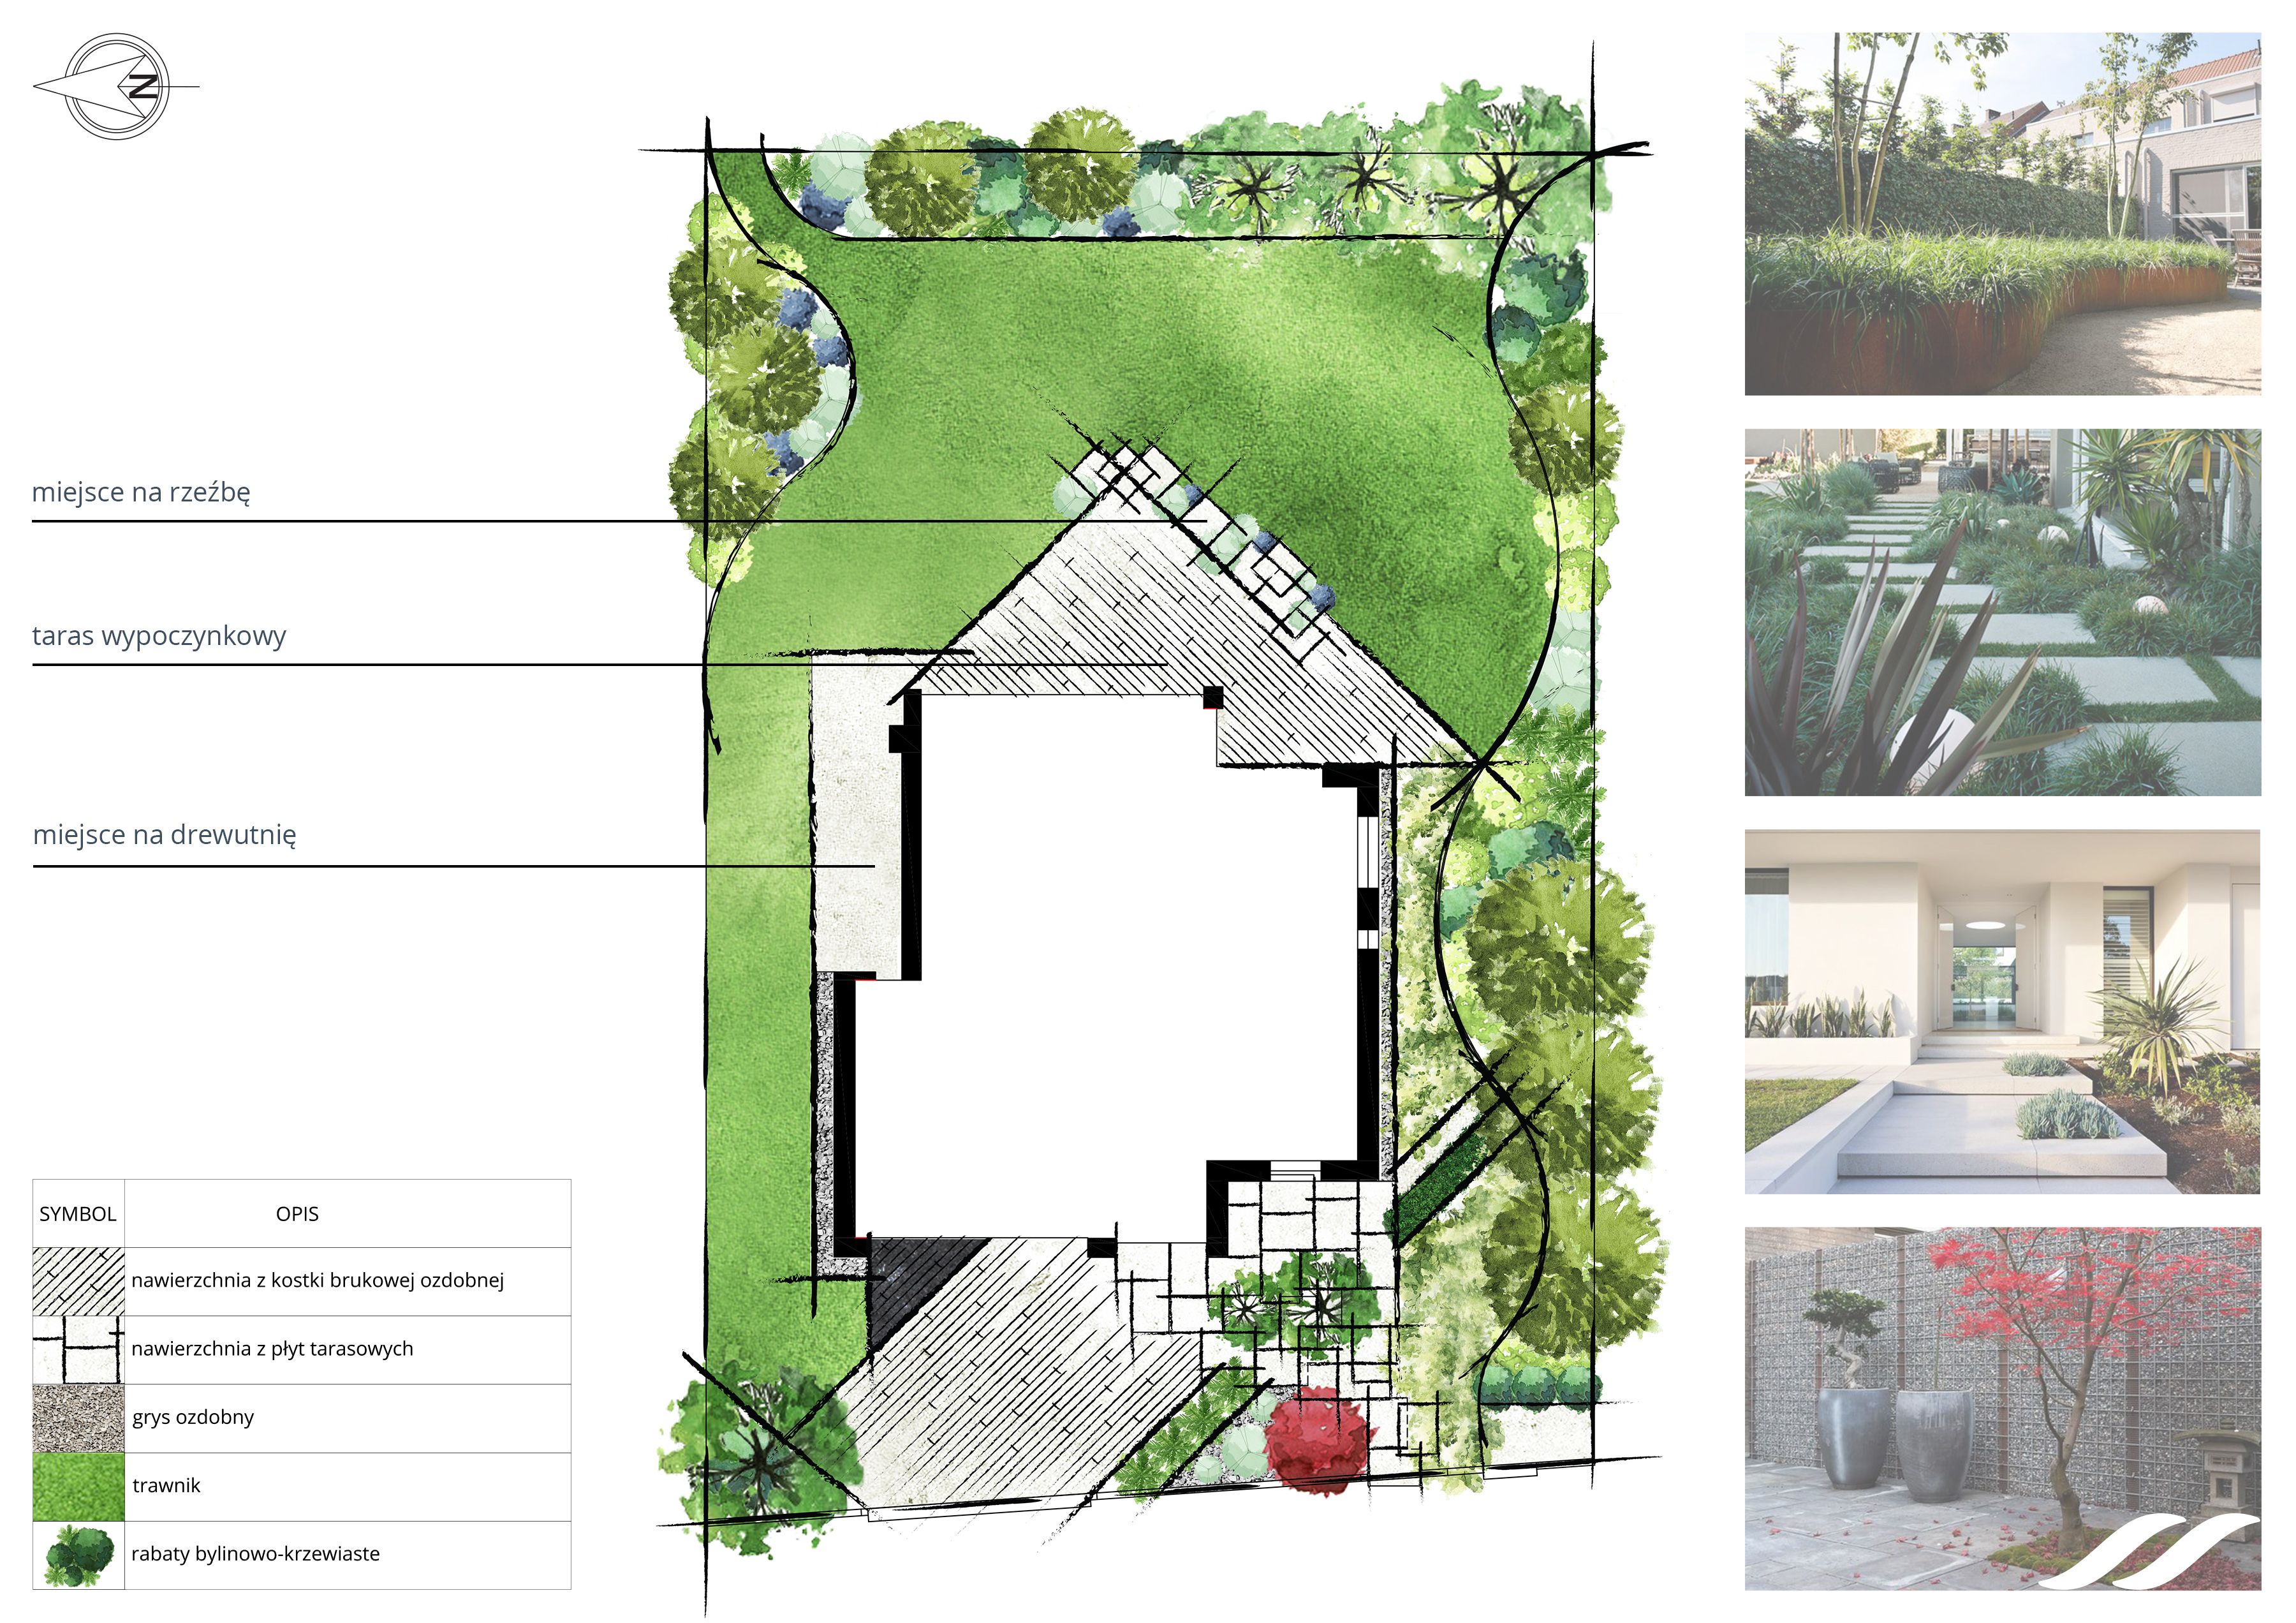 N
miejsce na rzeźbę
taras wypoczynkowy
miejsce na drewutnię
SYMBOL OPIS
nawierzchnia z kostki brukowej ozdobnej
nawierzchnia z płyt tarasowych
grys ozdobny
trawnik
rabaty bylinowo-krzewiaste